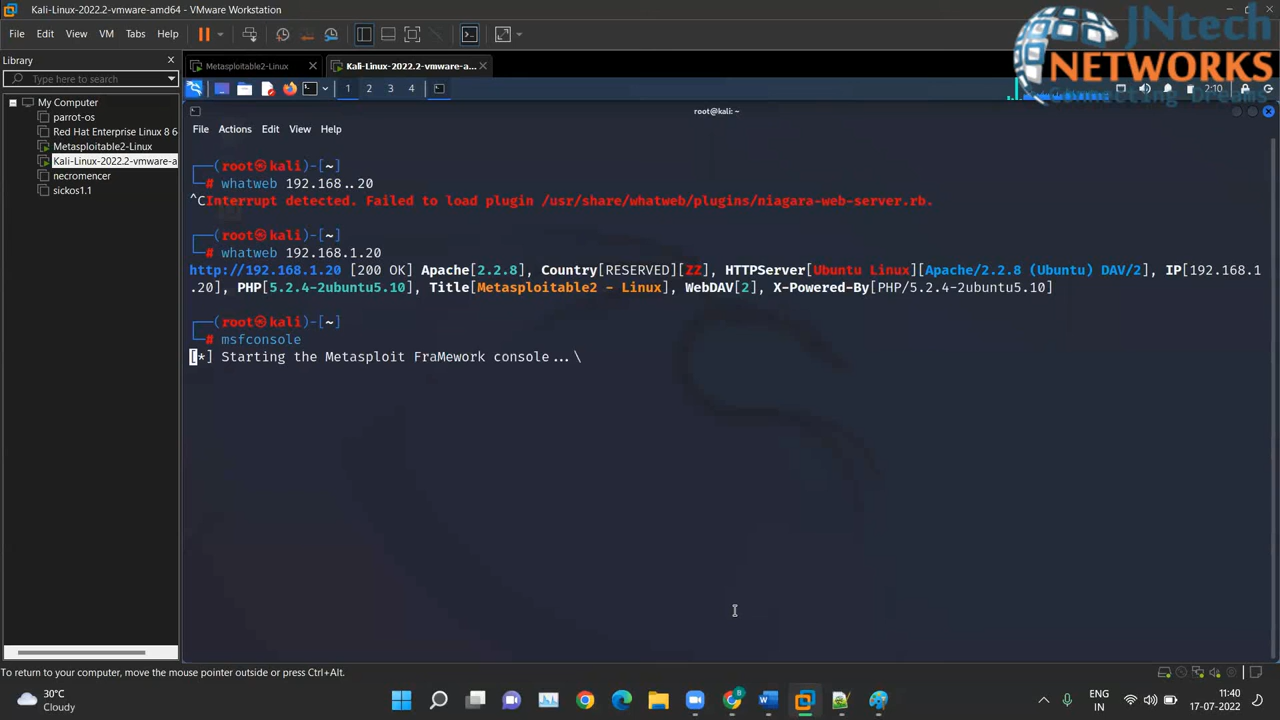 Kali-Linux-2022.2-vmware-amd64 - VMware Workstation
File Edit View VM Tabs Help
JNtech
NETWORKS
Connecting Dreams
Library
Type here to search
My Computer
parrot-os
Red Hat Enterprise Linux 8 6
Metasploitable2-Linux
Kali-Linux-2022.2-vmware-a
necromencer
sickos1.1
Metasploitable2-Linux
Kali-Linux-2022.2-vmware-a...
1 2 3 4
2:10
root@kali: ~
File Actions Edit View Help
┌──(root㉿kali)-[~]
└─# whatweb 192.168..20
^CInterrupt detected. Failed to load plugin /usr/share/whatweb/plugins/niagara-web-server.rb.
┌──(root㉿kali)-[~]
└─# whatweb 192.168.1.20
http://192.168.1.20 [200 OK] Apache[2.2.8], Country[RESERVED][ZZ], HTTPServer[Ubuntu Linux][Apache/2.2.8 (Ubuntu) DAV/2], IP[192.168.1
.20], PHP[5.2.4-2ubuntu5.10], Title[Metasploitable2 - Linux], WebDAV[2], X-Powered-By[PHP/5.2.4-2ubuntu5.10]
┌──(root㉿kali)-[~]
└─# msfconsole
[*] Starting the Metasploit FraMework console...\
To return to your computer, move the mouse pointer outside or press Ctrl+Alt.
30°C
Cloudy
ENG
IN
11:40
17-07-2022